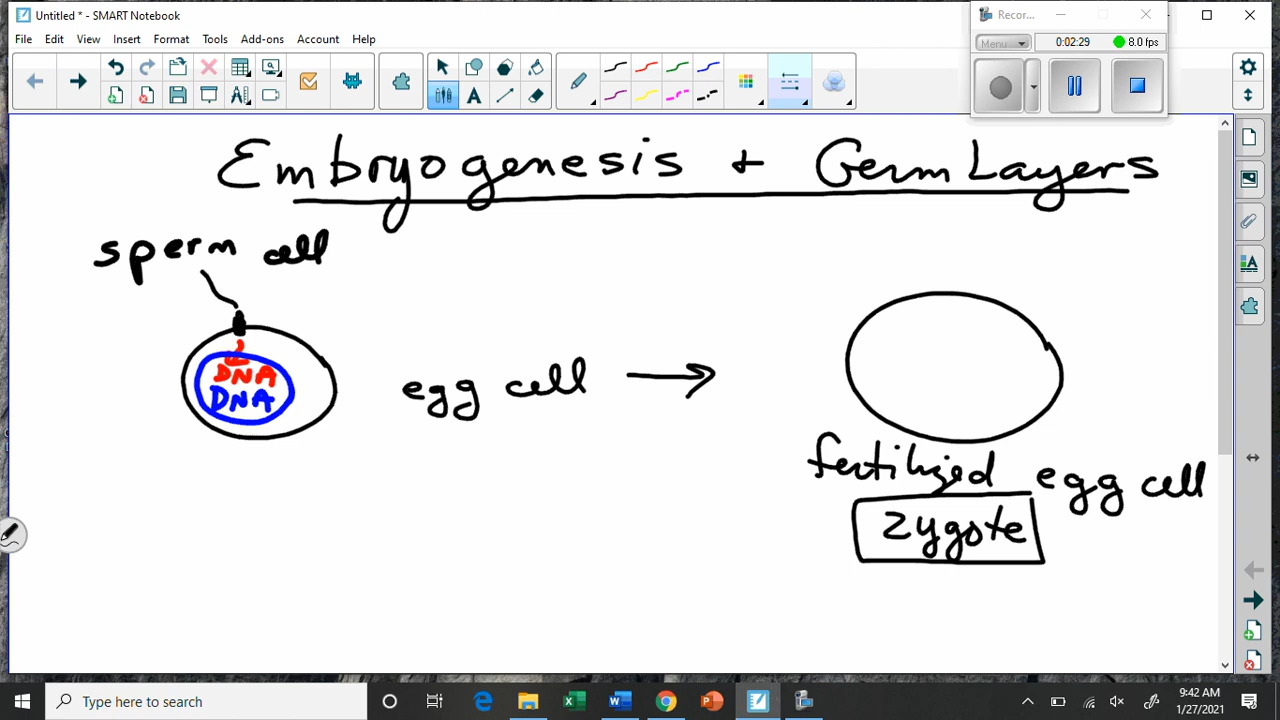 Untitled * - SMART Notebook
Recor...
File Edit View Insert Format Tools Add-ons Account Help
Menu
0:02:29
8.0 fps
Embryogenesis + Germ Layers
sperm cell
DNA
DNA
egg cell
fertilized egg cell
zygote
Type here to search
9:42 AM
1/27/2021